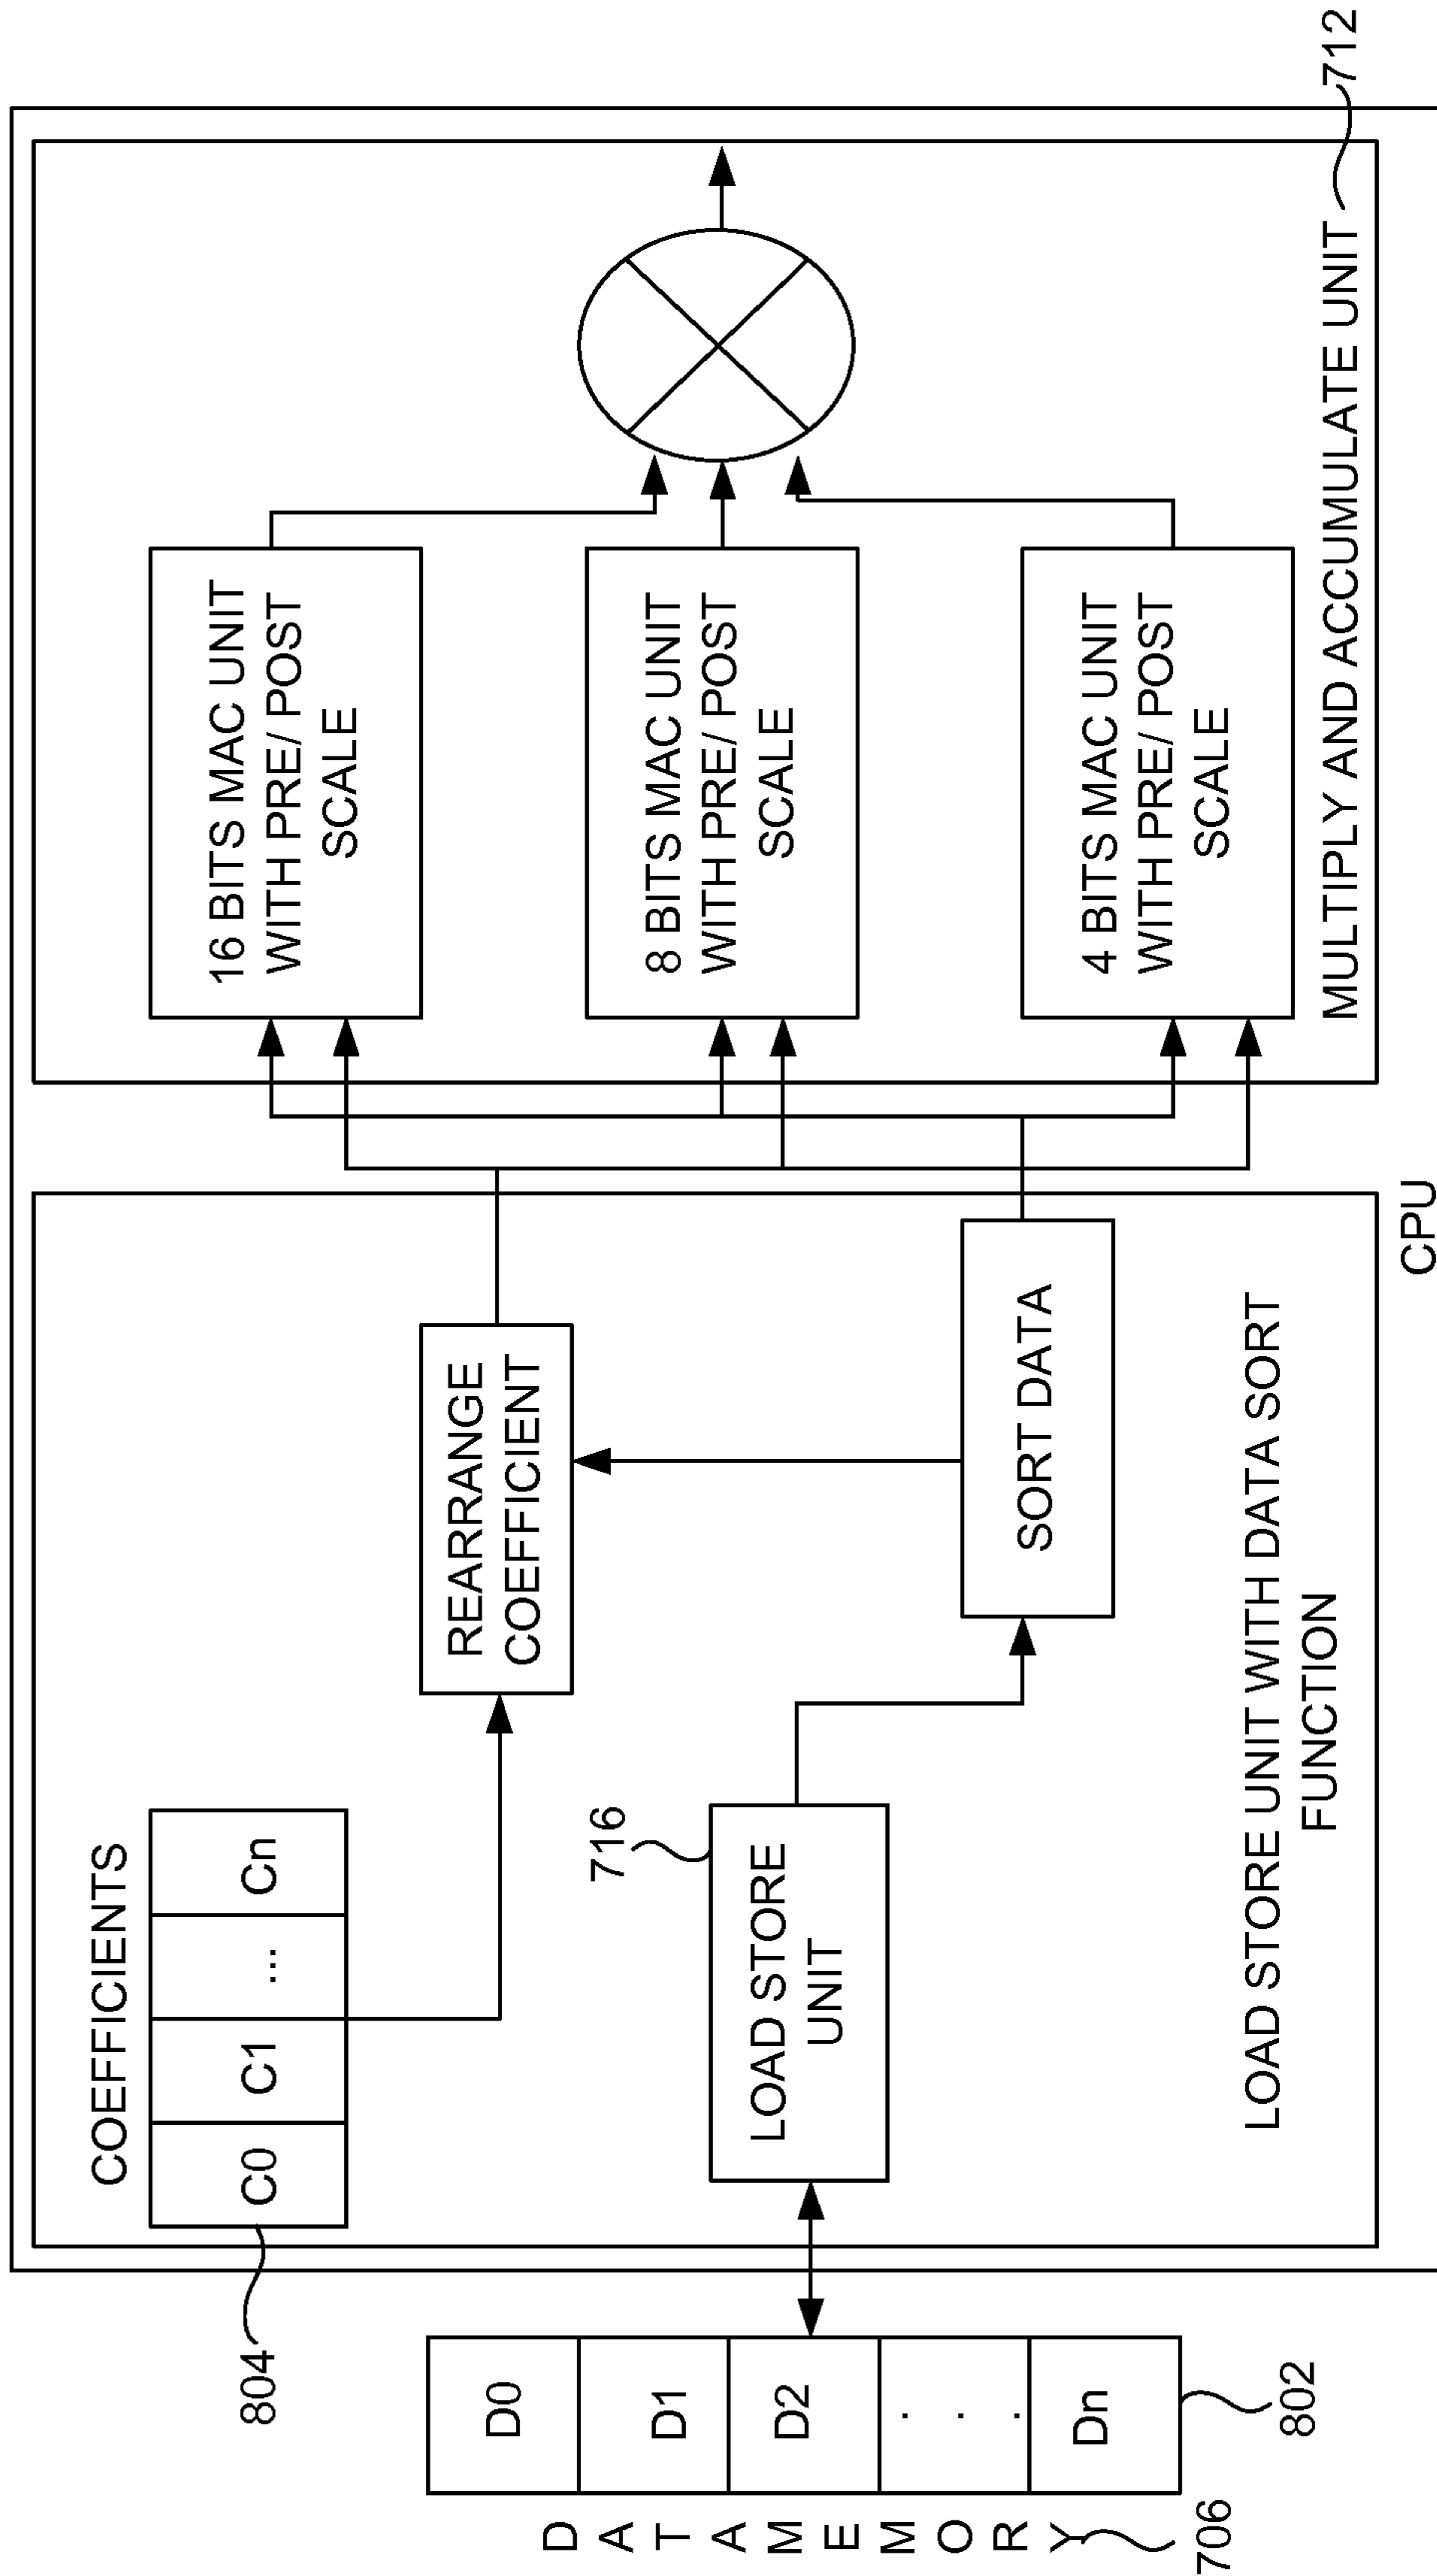 DATA MEMORY
706
D0
D1
D2
. . .
Dn
802
804
COEFFICIENTS
C0 C1 ... Cn
REARRANGE
COEFFICIENT
716
LOAD STORE
UNIT
SORT DATA
LOAD STORE UNIT WITH DATA SORT
FUNCTION
16 BITS MAC UNIT
WITH PRE/ POST
SCALE
8 BITS MAC UNIT
WITH PRE/ POST
SCALE
4 BITS MAC UNIT
WITH PRE/ POST
SCALE
MULTIPLY AND ACCUMULATE UNIT
712
CPU